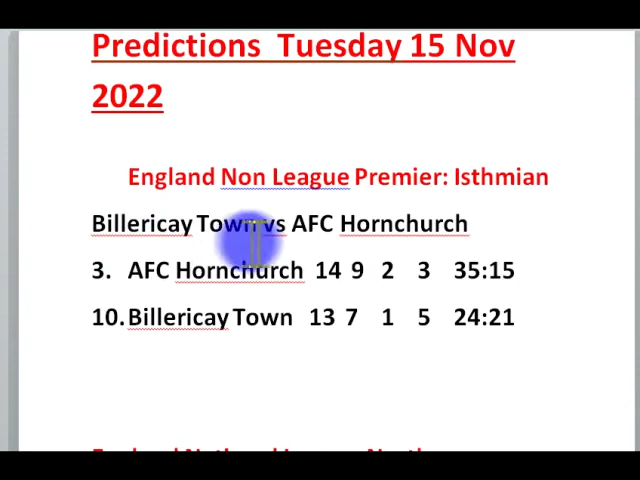 Predictions Tuesday 15 Nov
2022
England Non League Premier: Isthmian
Billericay Town vs AFC Hornchurch
3. AFC Hornchurch 14 9 2 3 35:15
10. Billericay Town 13 7 1 5 24:21